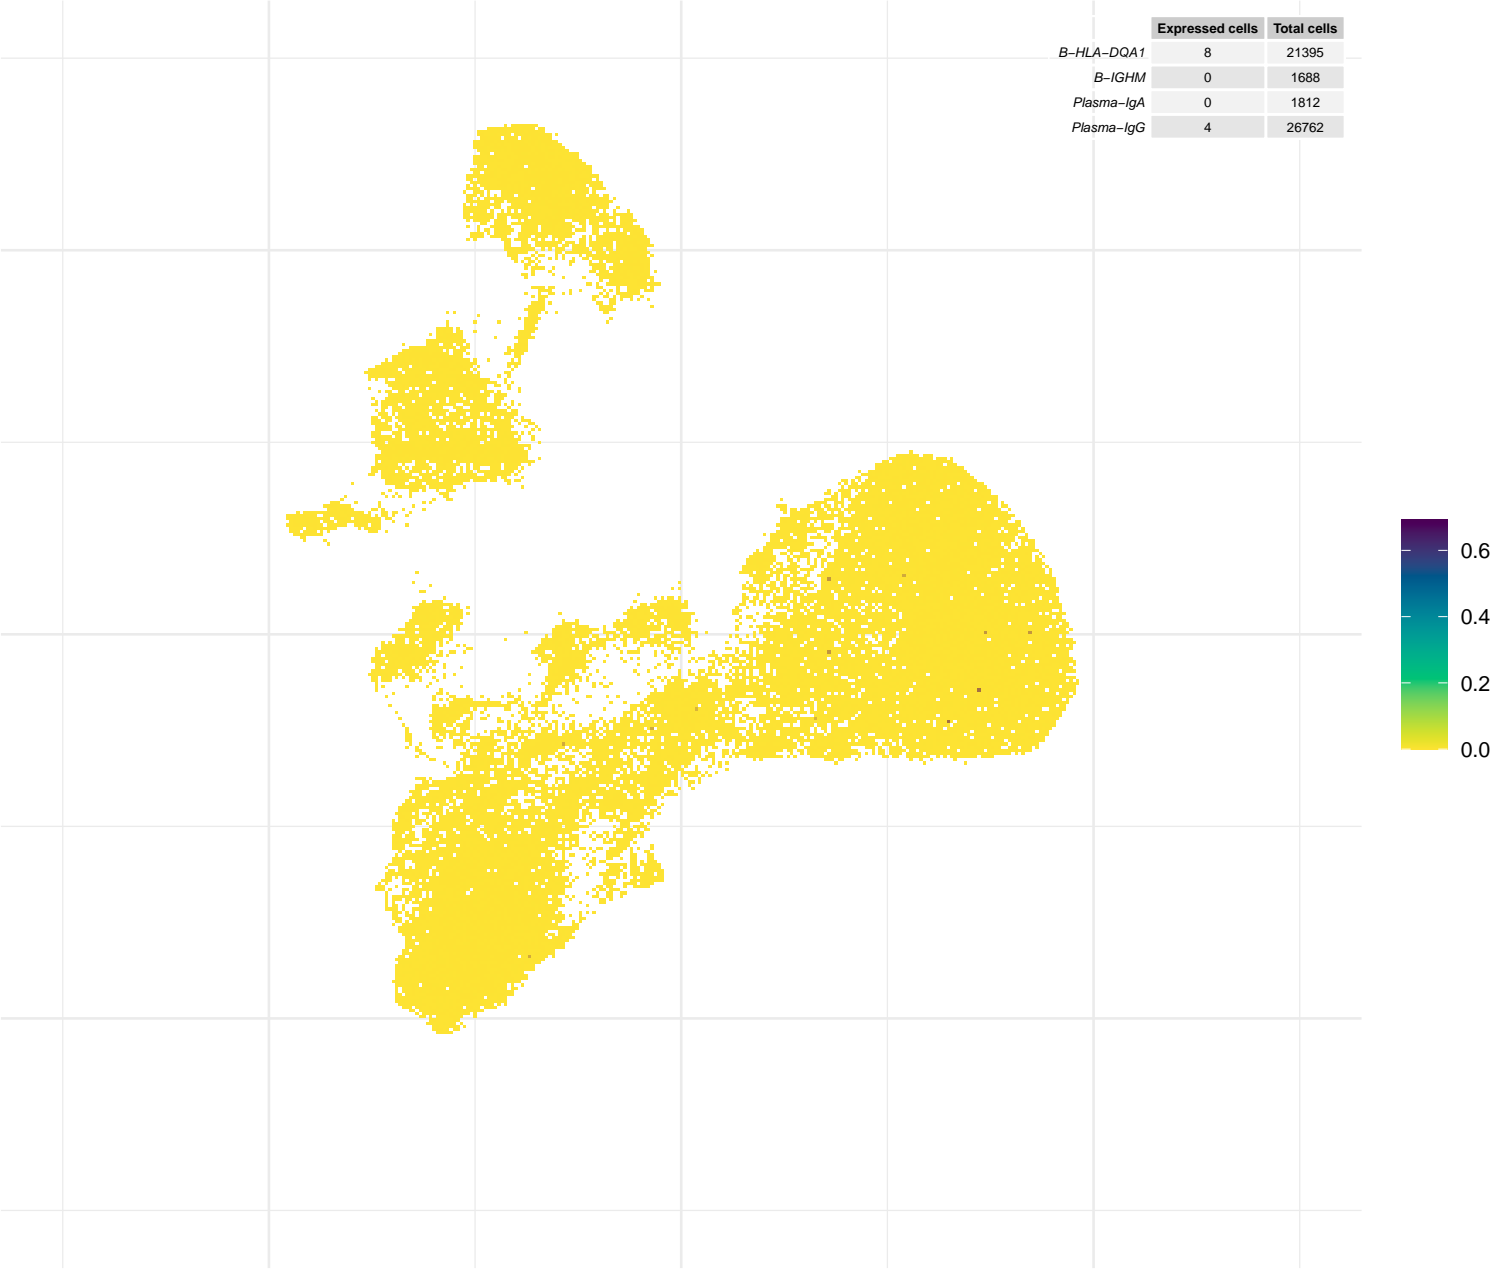 Expressed cells Total cells
B−HLA−DQA1 8 21395
B−IGHM 0 1688
Plasma−IgA 0 1812
Plasma−IgG 4 26762
0.6
0.4
0.2
0.0